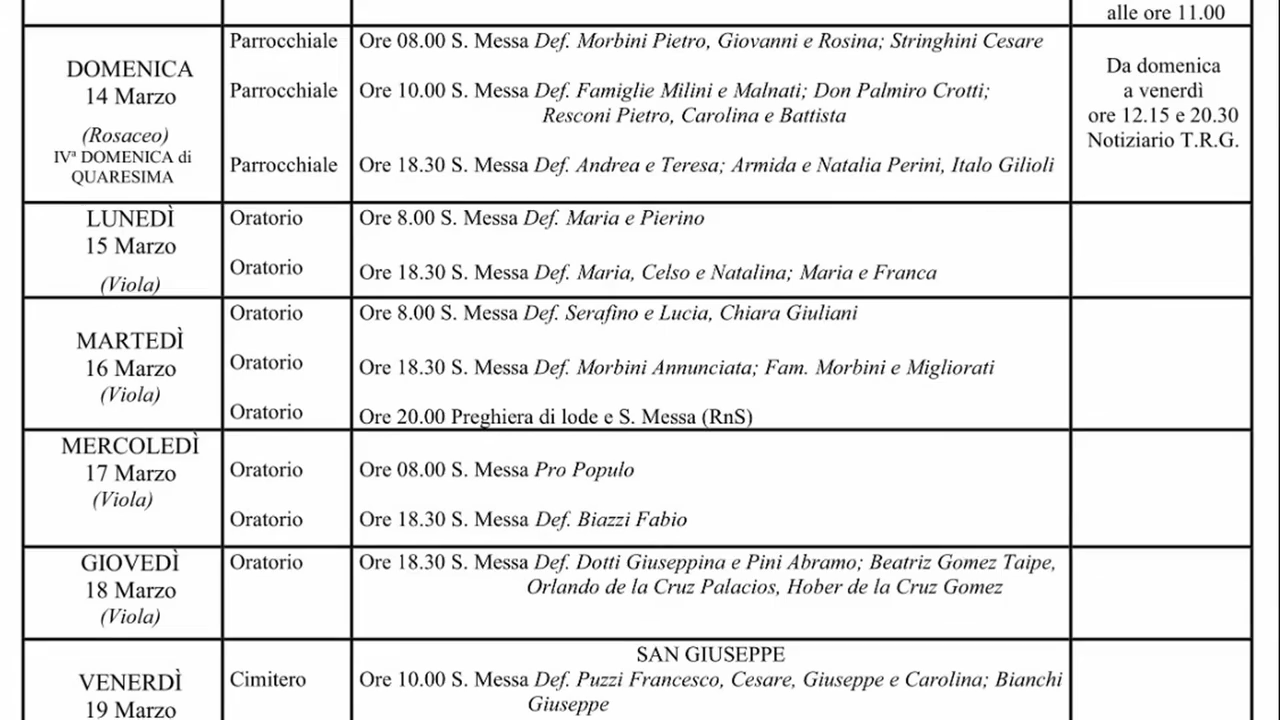 alle ore 11.00
DOMENICA
14 Marzo
(Rosaceo)
IVª DOMENICA di
QUARESIMA
Parrocchiale
Ore 08.00 S. Messa Def. Morbini Pietro, Giovanni e Rosina; Stringhini Cesare
Parrocchiale
Ore 10.00 S. Messa Def. Famiglie Milini e Malnati; Don Palmiro Crotti;
Resconi Pietro, Carolina e Battista
Parrocchiale
Ore 18.30 S. Messa Def. Andrea e Teresa; Armida e Natalia Perini, Italo Gilioli
Da domenica
a venerdì
ore 12.15 e 20.30
Notiziario T.R.G.
LUNEDÌ
15 Marzo
(Viola)
Oratorio
Ore 8.00 S. Messa Def. Maria e Pierino
Oratorio
Ore 18.30 S. Messa Def. Maria, Celso e Natalina; Maria e Franca
MARTEDÌ
16 Marzo
(Viola)
Oratorio
Ore 8.00 S. Messa Def. Serafino e Lucia, Chiara Giuliani
Oratorio
Ore 18.30 S. Messa Def. Morbini Annunciata; Fam. Morbini e Migliorati
Oratorio
Ore 20.00 Preghiera di lode e S. Messa (RnS)
MERCOLEDÌ
17 Marzo
(Viola)
Oratorio
Ore 08.00 S. Messa Pro Populo
Oratorio
Ore 18.30 S. Messa Def. Biazzi Fabio
GIOVEDÌ
18 Marzo
(Viola)
Oratorio
Ore 18.30 S. Messa Def. Dotti Giuseppina e Pini Abramo; Beatriz Gomez Taipe,
Orlando de la Cruz Palacios, Hober de la Cruz Gomez
VENERDÌ
19 Marzo
Cimitero
SAN GIUSEPPE
Ore 10.00 S. Messa Def. Puzzi Francesco, Cesare, Giuseppe e Carolina; Bianchi
Giuseppe